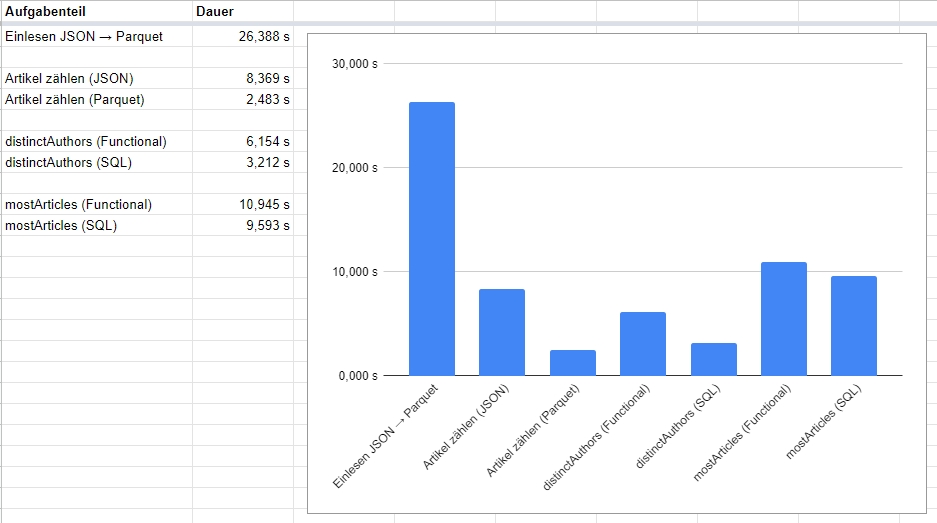 Aufgabenteil Dauer
Einlesen JSON → Parquet 26,388 s
Artikel zählen (JSON) 8,369 s
Artikel zählen (Parquet) 2,483 s
distinctAuthors (Functional) 6,154 s
distinctAuthors (SQL) 3,212 s
mostArticles (Functional) 10,945 s
mostArticles (SQL) 9,593 s
30,000 s
20,000 s
10,000 s
0,000 s
Einlesen JSON → Parquet
Artikel zählen (JSON)
Artikel zählen (Parquet)
distinctAuthors (Functional)
distinctAuthors (SQL)
mostArticles (Functional)
mostArticles (SQL)